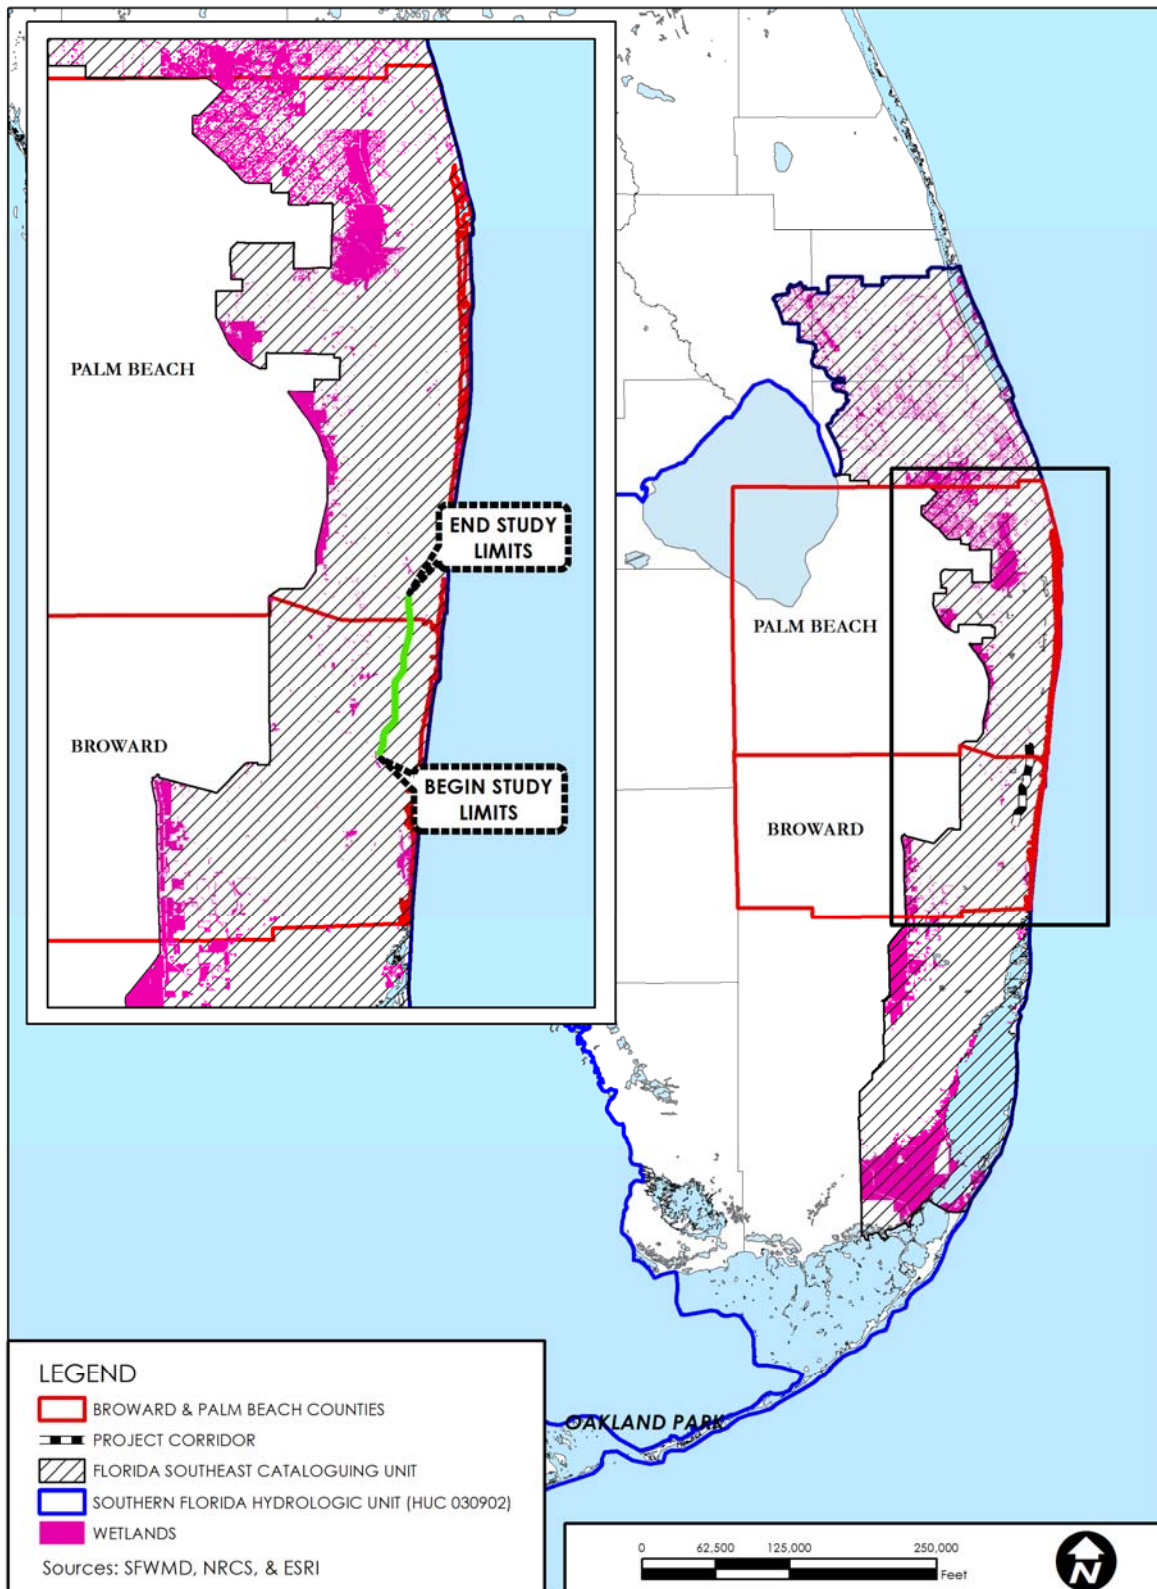 PALM BEACH
END STUDY
LIMITS
BROWARD
BEGIN STUDY
LIMITS
PALM BEACH
BROWARD
OAKLAND PARK
LEGEND
BROWARD & PALM BEACH COUNTIES
PROJECT CORRIDOR
FLORIDA SOUTHEAST CATALOGUING UNIT
SOUTHERN FLORIDA HYDROLOGIC UNIT (HUC 030902)
WETLANDS
Sources: SFWMD, NRCS, & ESRI
0 62,500 125,000 250,000
Feet
N